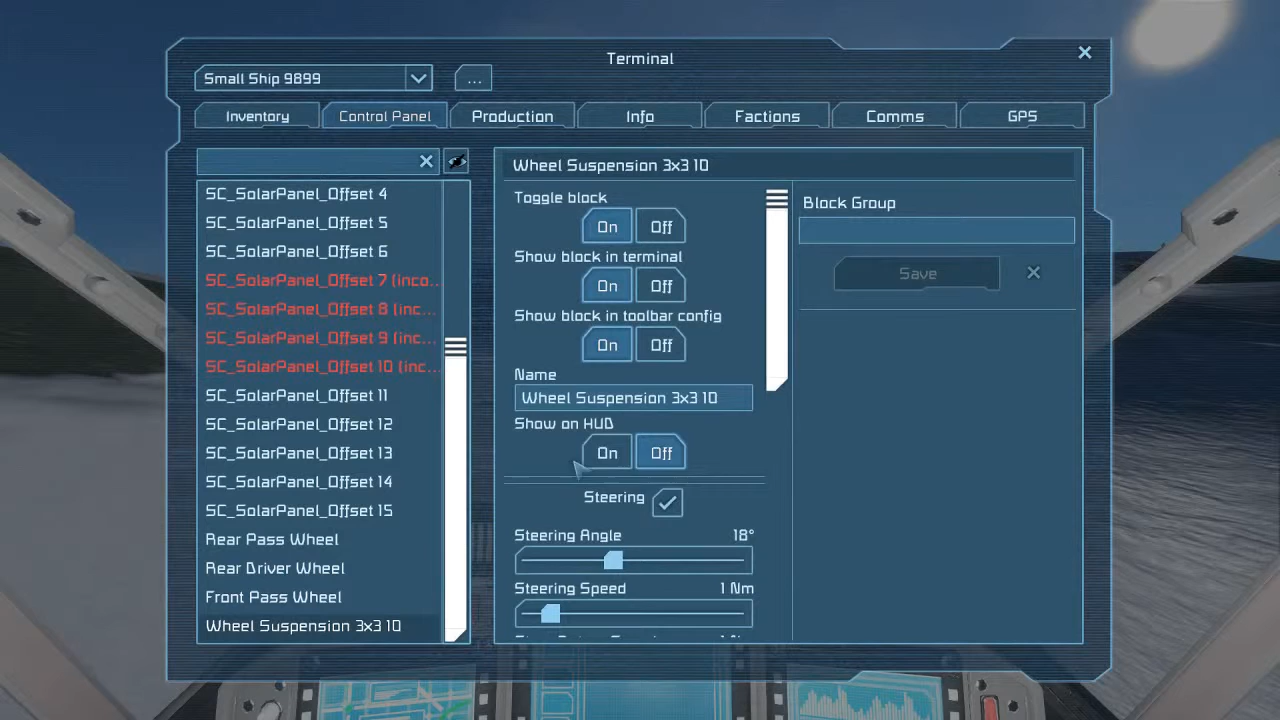 Terminal
Small Ship 9899
...
Inventory
Control Panel
Production
Info
Factions
Comms
GPS
SC_SolarPanel_Offset 4
SC_SolarPanel_Offset 5
SC_SolarPanel_Offset 6
SC_SolarPanel_Offset 7 (inco...
SC_SolarPanel_Offset 8 (inc...
SC_SolarPanel_Offset 9 (inc...
SC_SolarPanel_Offset 10 (inc...
SC_SolarPanel_Offset 11
SC_SolarPanel_Offset 12
SC_SolarPanel_Offset 13
SC_SolarPanel_Offset 14
SC_SolarPanel_Offset 15
Rear Pass Wheel
Rear Driver Wheel
Front Pass Wheel
Wheel Suspension 3x3 10
Wheel Suspension 3x3 10
Toggle block
On Off
Show block in terminal
On Off
Show block in toolbar config
On Off
Name
Wheel Suspension 3x3 10
Show on HUD
On Off
Steering
Steering Angle 18°
Steering Speed 1 Nm
Block Group
Save